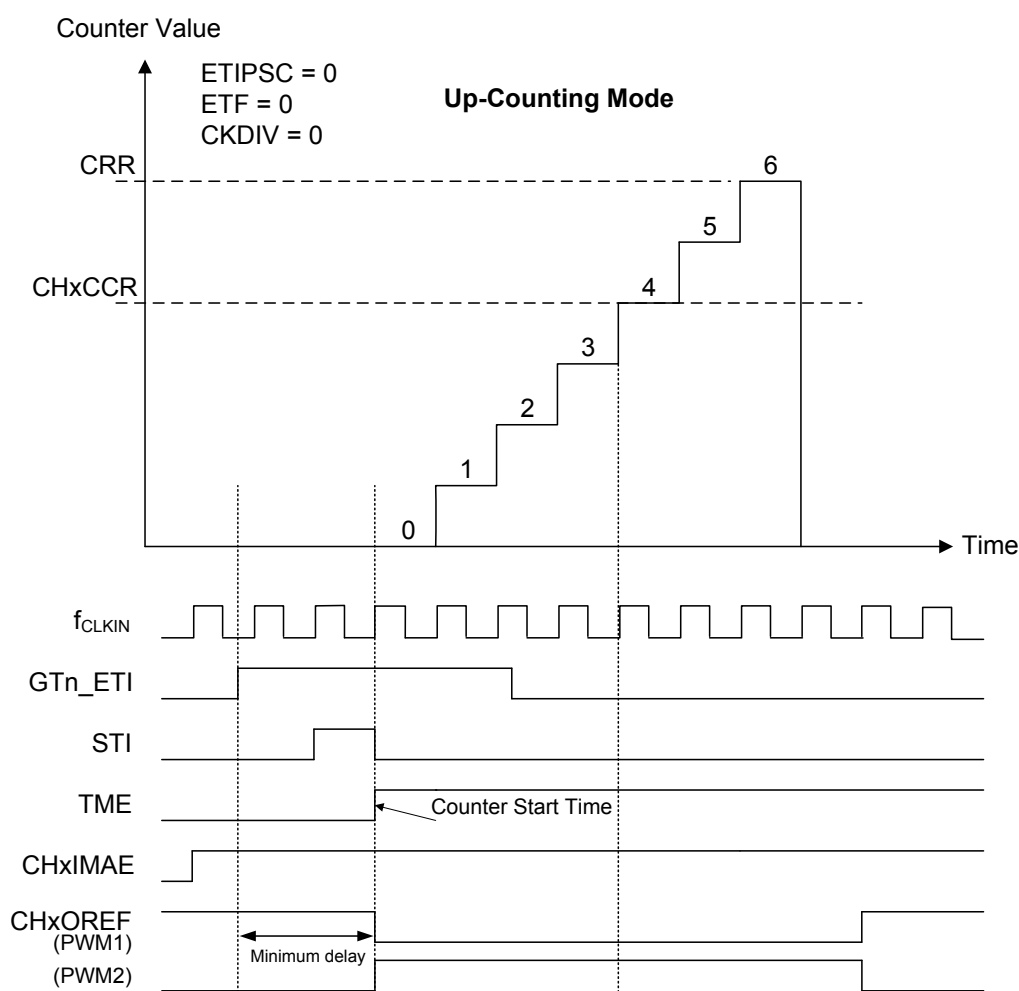 Counter Value
ETIPSC = 0
ETF = 0
CKDIV = 0
Up-Counting Mode
CRR
6
5
CHxCCR
4
3
2
1
0
Time
fCLKIN
GTn_ETI
STI
TME
Counter Start Time
CHxIMAE
CHxOREF
(PWM1)
Minimum delay
(PWM2)